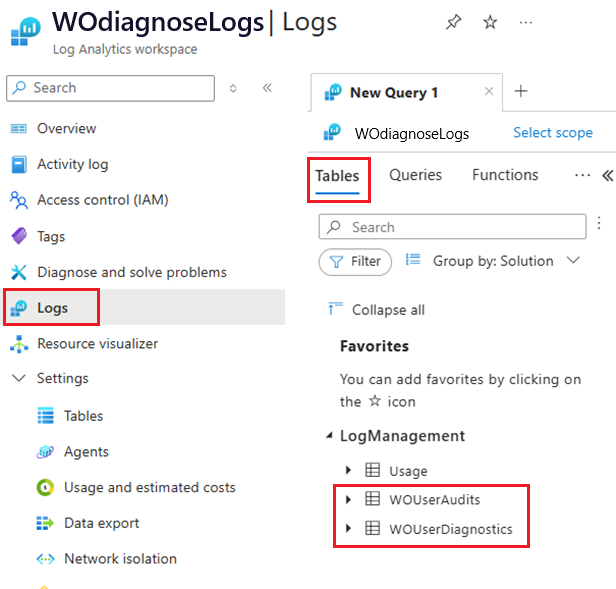 WOdiagnoseLogs | Logs
Log Analytics workspace
Search
Overview
Activity log
Access control (IAM)
Tags
Diagnose and solve problems
Logs
Resource visualizer
Settings
Tables
Agents
Usage and estimated costs
Data export
Network isolation
New Query 1
WOdiagnoseLogs
Select scope
Tables
Queries
Functions
Search
Filter
Group by: Solution
Collapse all
Favorites
You can add favorites by clicking on
the ☆ icon
LogManagement
Usage
WOUserAudits
WOUserDiagnostics